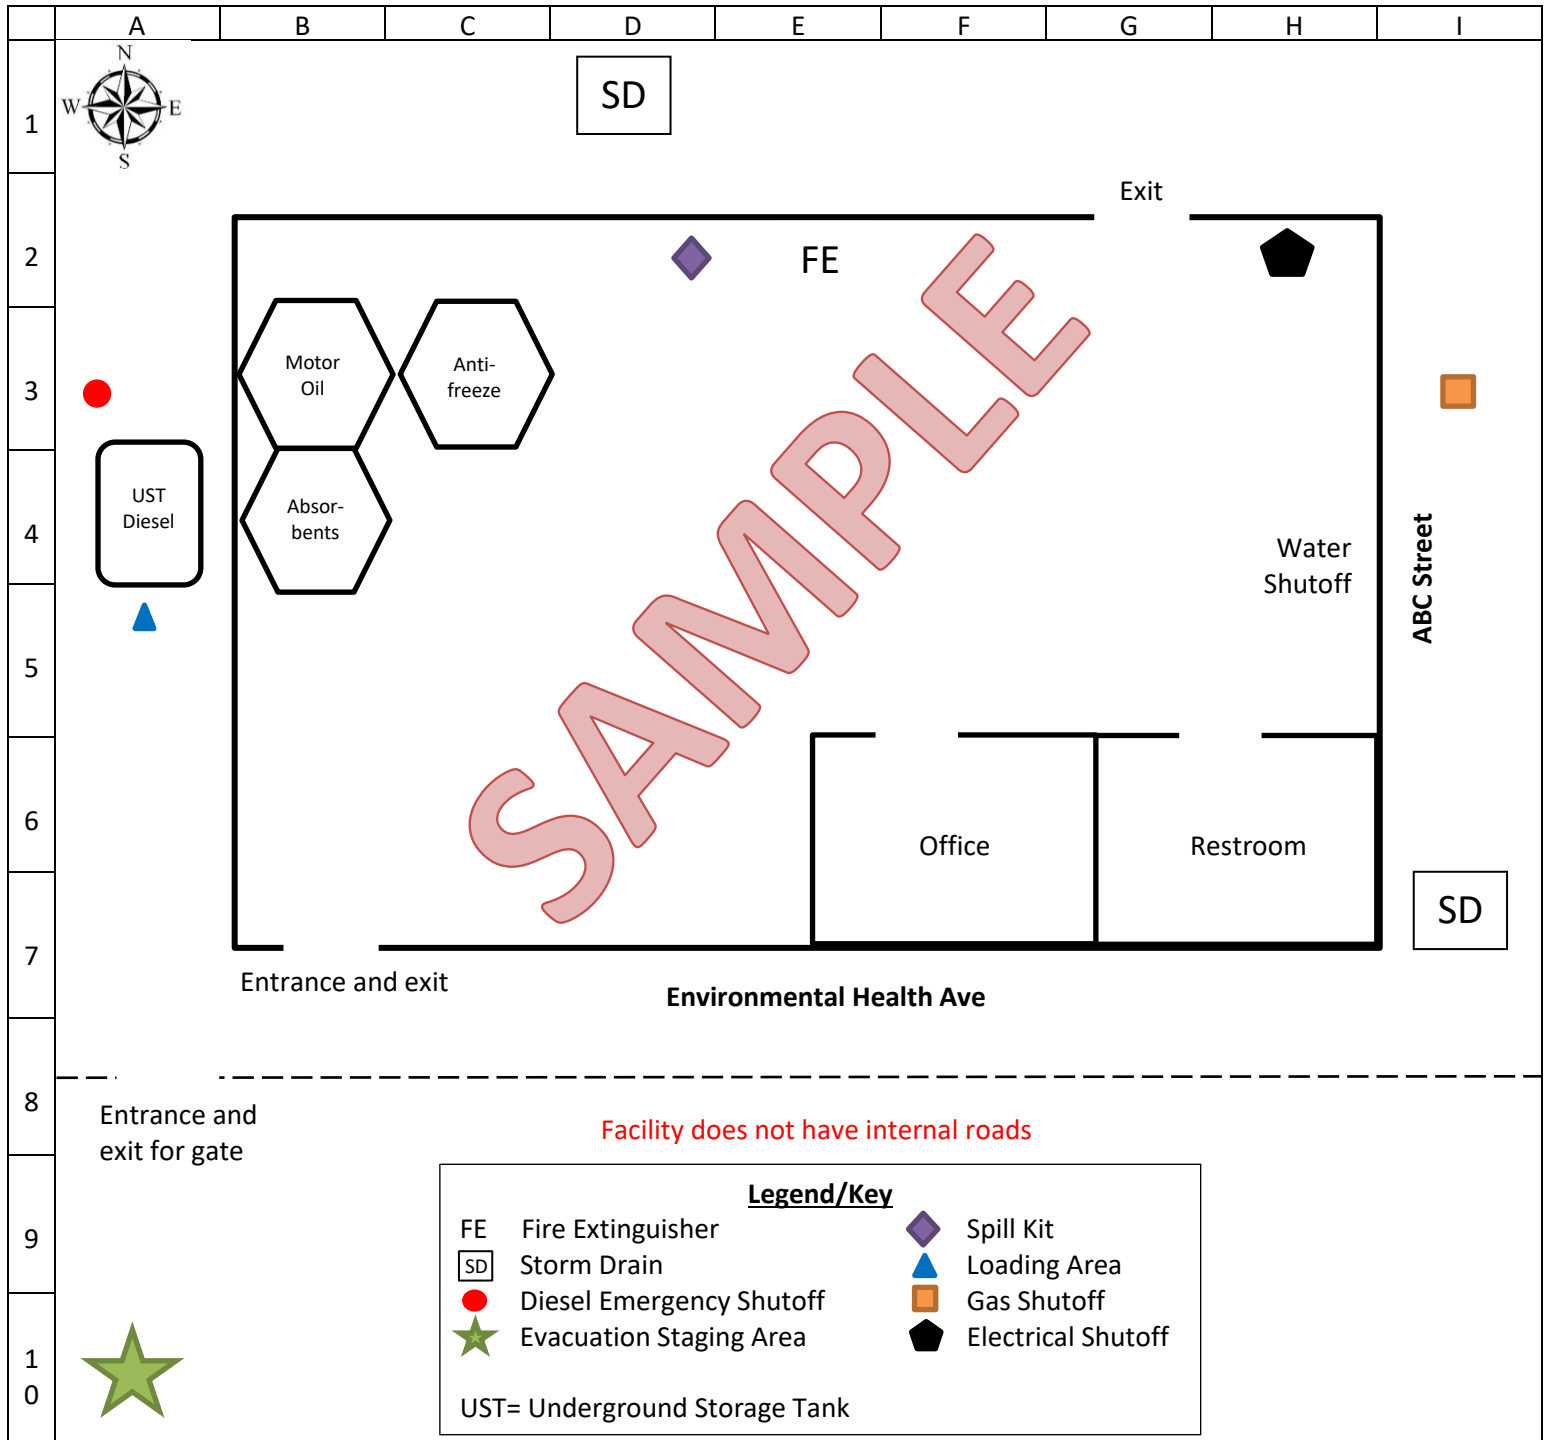 A B C D E F G H I
N
W E
S
1
SD
Exit
2
FE
Motor
Oil
Anti-
freeze
3
UST
Diesel
Absor-
bents
4
Water
Shutoff
ABC Street
SAMPLE
5
6
Office
Restroom
SD
7
Entrance and exit
Environmental Health Ave
8
Entrance and
exit for gate
Facility does not have internal roads
Legend/Key
9
FE Fire Extinguisher
Spill Kit
SD Storm Drain
Loading Area
Diesel Emergency Shutoff
Gas Shutoff
Evacuation Staging Area
Electrical Shutoff
1
0
UST= Underground Storage Tank